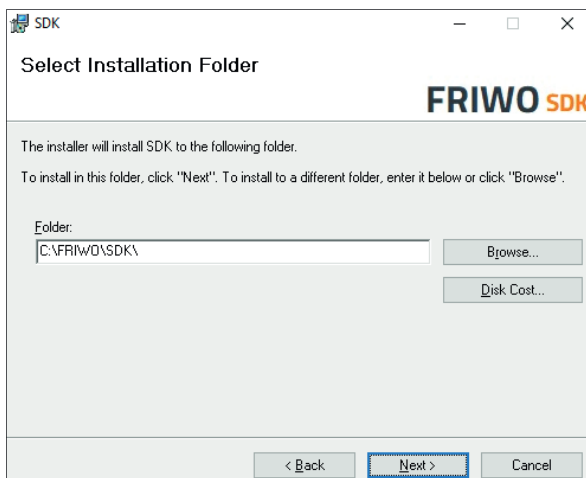 SDK
Select Installation Folder
FRIWO SDK
The installer will install SDK to the following folder.
To install in this folder, click "Next". To install to a different folder, enter it below or click "Browse".
Folder:
C:\FRIWO\SDK\
Browse...
Disk Cost...
< Back
Next >
Cancel